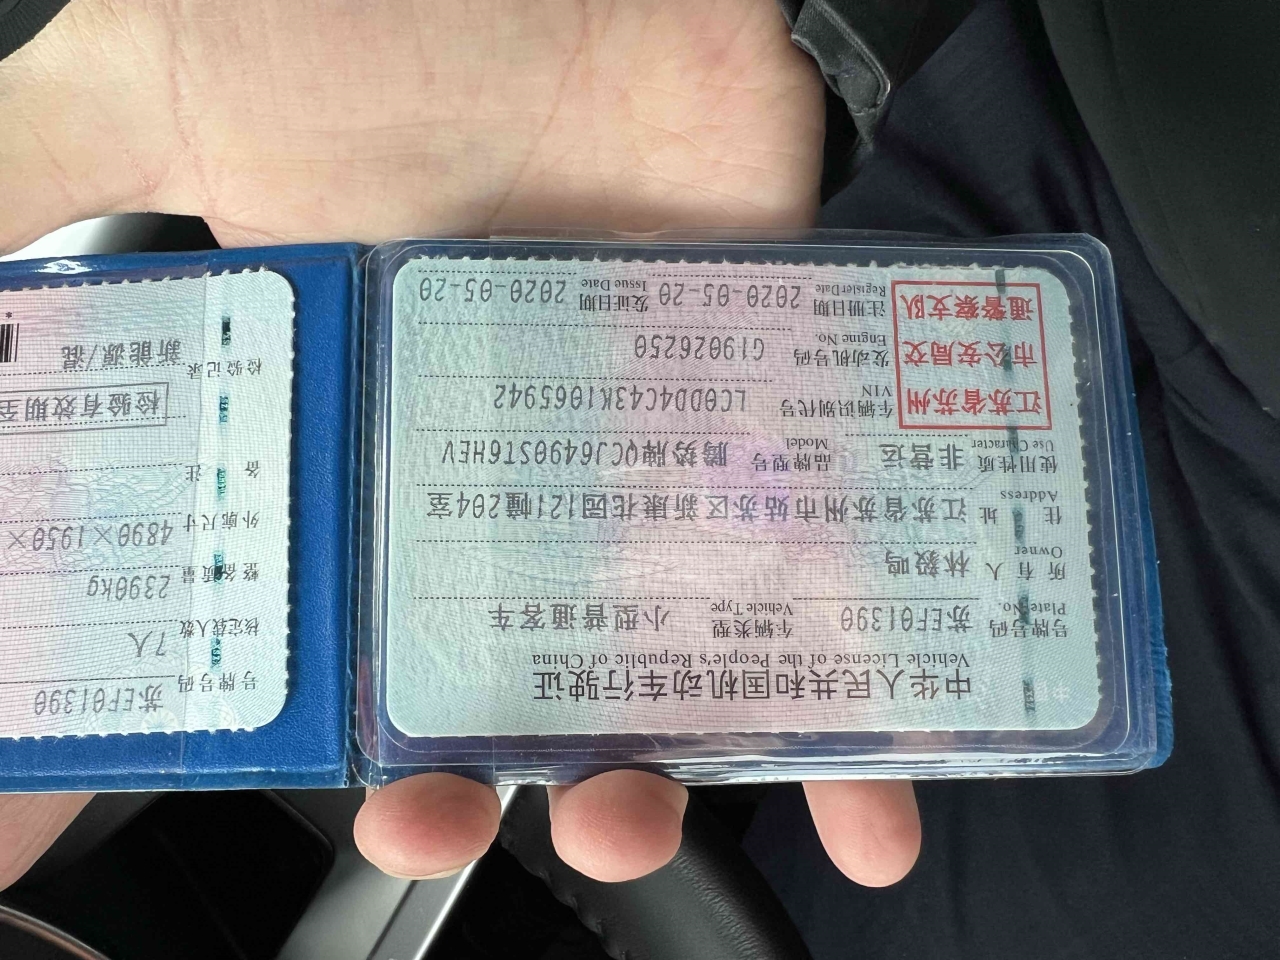 中华人民共和国机动车行驶证
Vehicle License of the People's Republic of China
号牌号码 苏EF01390 车辆类型 小型普通客车
Plate No. Vehicle Type
所有人 林毅鸣
Owner
住址 江苏省苏州市姑苏区新康花园121幢204室
Address
使用性质 非营运 品牌型号 腾势牌QCJ6490ST6HEV
Use Character Model
江苏省苏州
市公安局交
通警察支队
车辆识别代号 LC0DD4C43K1065942
VIN
发动机号码 G19026250
Engine No.
注册日期 2020-05-20 发证日期 2020-05-20
Register Date Issue Date
号牌号码 苏EF01390
核定载人数 7人
整备质量 2390kg
外廓尺寸 4890×1950×
备注
检验有效期至
检验记录
新能源/混
*